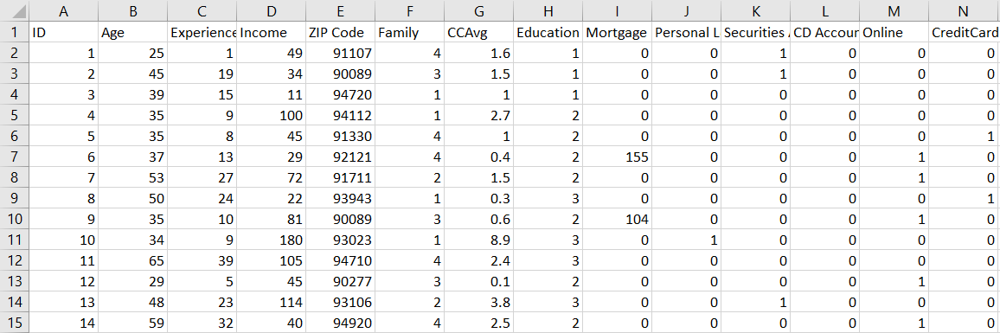 A B C D E F G H I J K L M N
1 ID Age Experience Income ZIP Code Family CCAvg Education Mortgage Personal L Securities A CD Accour Online CreditCard
2 1 25 1 49 91107 4 1.6 1 0 0 1 0 0 0
3 2 45 19 34 90089 3 1.5 1 0 0 1 0 0 0
4 3 39 15 11 94720 1 1 1 0 0 0 0 0 0
5 4 35 9 100 94112 1 2.7 2 0 0 0 0 0 0
6 5 35 8 45 91330 4 1 2 0 0 0 0 0 1
7 6 37 13 29 92121 4 0.4 2 155 0 0 0 1 0
8 7 53 27 72 91711 2 1.5 2 0 0 0 0 1 0
9 8 50 24 22 93943 1 0.3 3 0 0 0 0 0 1
10 9 35 10 81 90089 3 0.6 2 104 0 0 0 1 0
11 10 34 9 180 93023 1 8.9 3 0 1 0 0 0 0
12 11 65 39 105 94710 4 2.4 3 0 0 0 0 0 0
13 12 29 5 45 90277 3 0.1 2 0 0 0 0 1 0
14 13 48 23 114 93106 2 3.8 3 0 0 1 0 0 0
15 14 59 32 40 94920 4 2.5 2 0 0 0 0 1 0